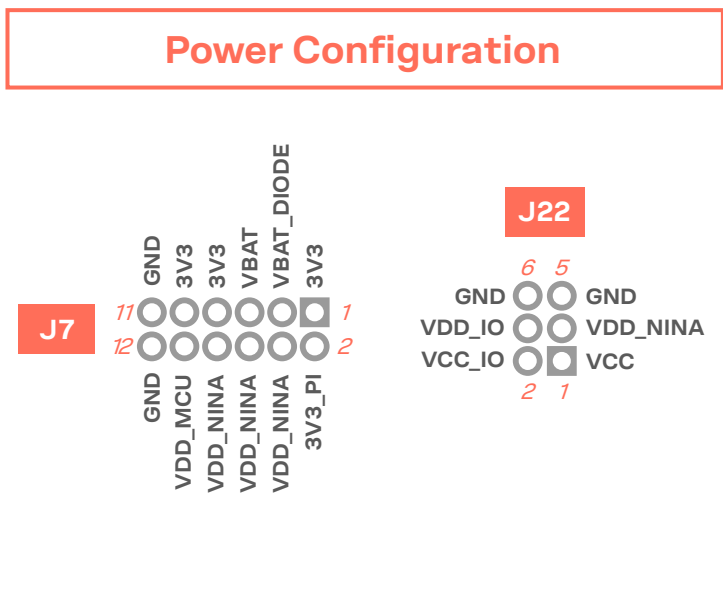 Power Configuration
J7
GND
3V3
3V3
VBAT
VBAT_DIODE
3V3
11
1
12
2
GND
VDD_MCU
VDD_NINA
VDD_NINA
VDD_NINA
3V3_PI
J22
6 5
GND GND
VDD_IO VDD_NINA
VCC_IO VCC
2 1